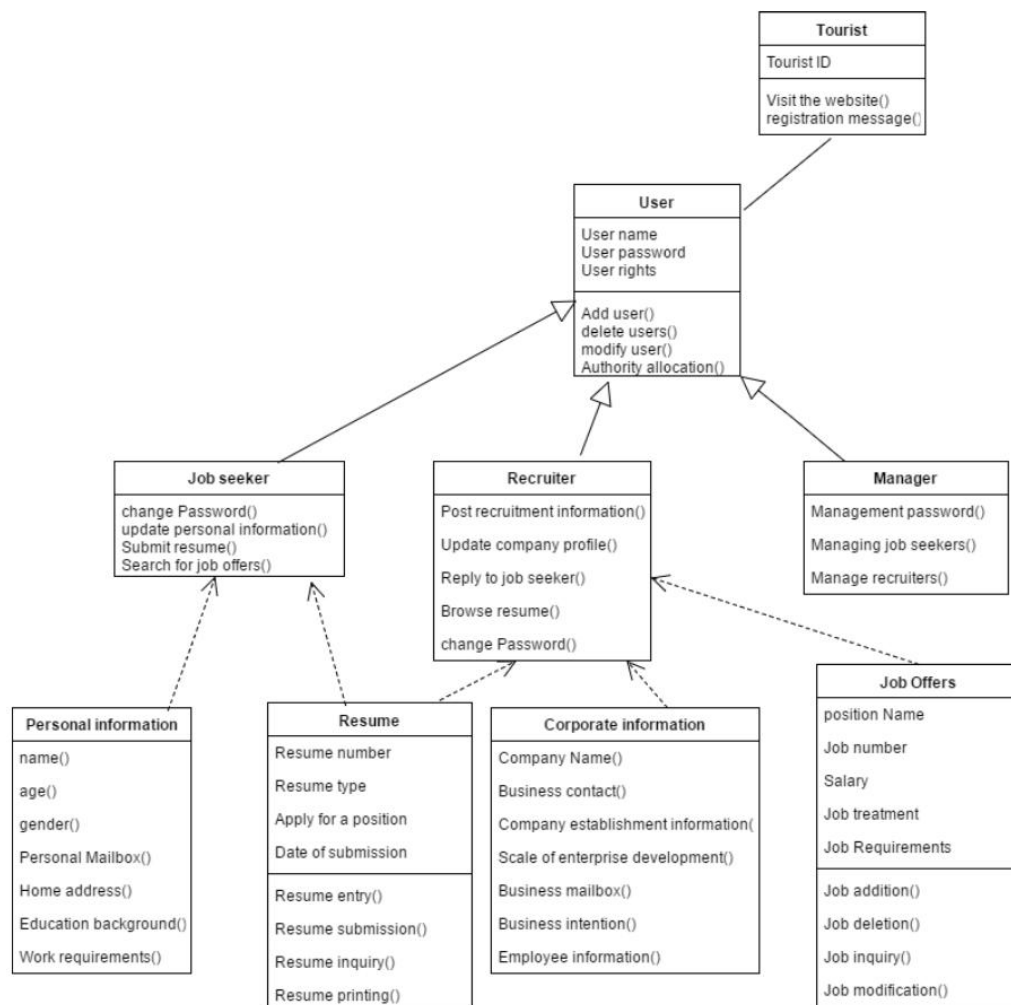 Tourist
Tourist ID
Visit the website()
registration message()
User
User name
User password
User rights
Add user()
delete users()
modify user()
Authority allocation()
Job seeker
change Password()
update personal information()
Submit resume()
Search for job offers()
Recruiter
Post recruitment information()
Update company profile()
Reply to job seeker()
Browse resume()
change Password()
Manager
Management password()
Managing job seekers()
Manage recruiters()
Personal information
name()
age()
gender()
Personal Mailbox()
Home address()
Education background()
Work requirements()
Resume
Resume number
Resume type
Apply for a position
Date of submission
Resume entry()
Resume submission()
Resume inquiry()
Resume printing()
Corporate information
Company Name()
Business contact()
Company establishment information(
Scale of enterprise development()
Business mailbox()
Business intention()
Employee information()
Job Offers
position Name
Job number
Salary
Job treatment
Job Requirements
Job addition()
Job deletion()
Job inquiry()
Job modification()